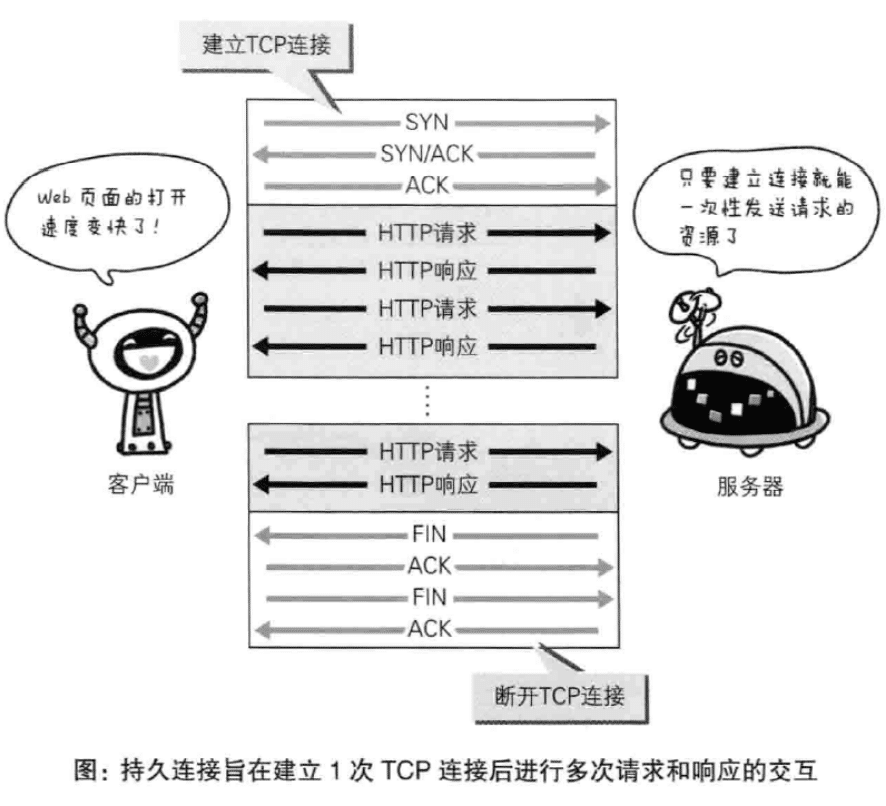 建立TCP连接
SYN
SYN/ACK
ACK
Web 页面的打开
速度变快了!
只要建立连接就能
一次性发送请求的
资源了
HTTP请求
HTTP响应
HTTP请求
HTTP响应
HTTP请求
HTTP响应
客户端
服务器
FIN
ACK
FIN
ACK
断开TCP连接
图：持久连接旨在建立 1 次 TCP 连接后进行多次请求和响应的交互